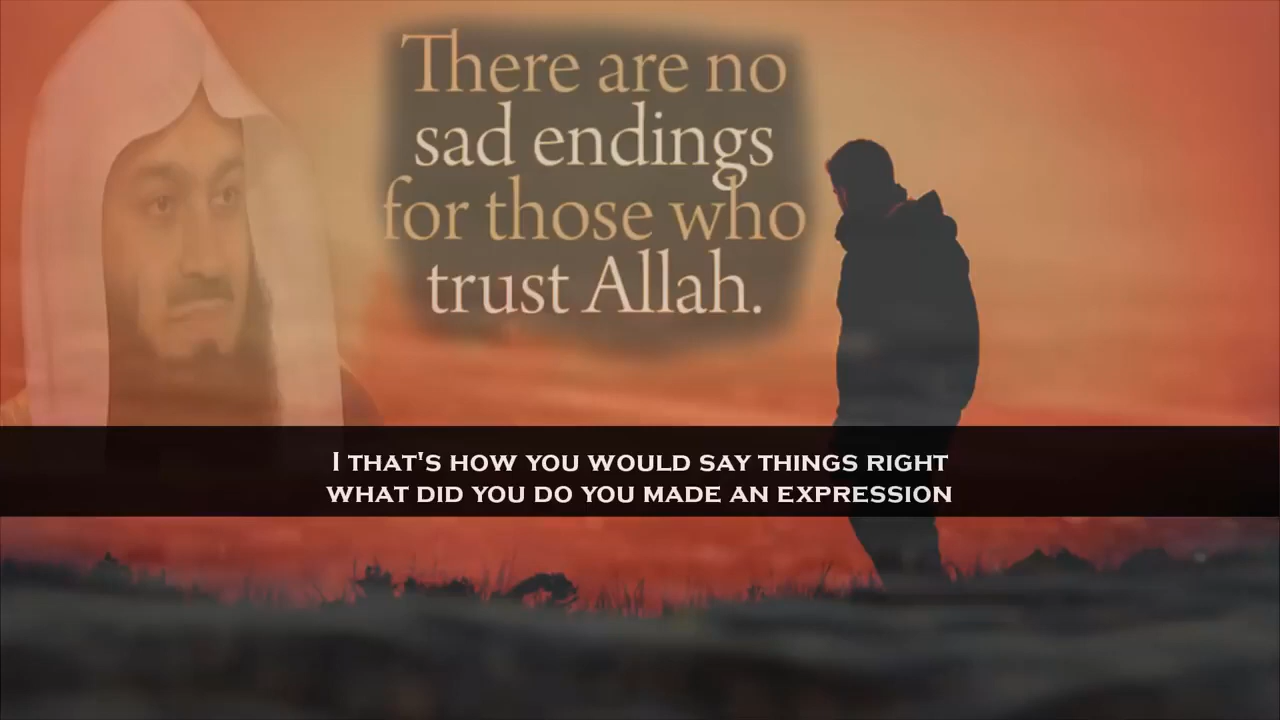 There are no
sad endings
for those who
trust Allah.
I THAT'S HOW YOU WOULD SAY THINGS RIGHT
WHAT DID YOU DO YOU MADE AN EXPRESSION